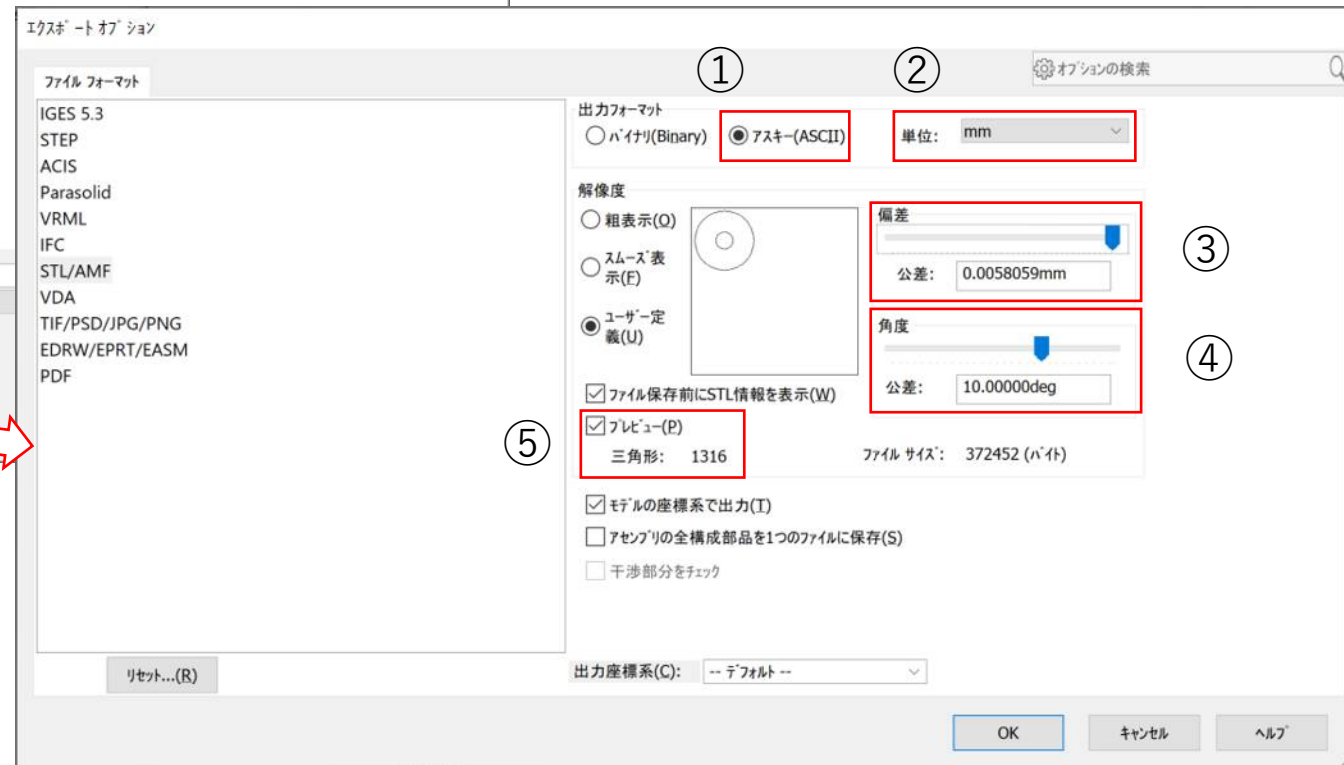 エクスポート オプション
オプションの検索
ファイル フォーマット
IGES 5.3
STEP
ACIS
Parasolid
VRML
IFC
STL/AMF
VDA
TIF/PSD/JPG/PNG
EDRW/EPRT/EASM
PDF
リセット...(R)
① ②
出力フォーマット
バイナリ(Binary) アスキー(ASCII) 単位: mm
解像度
粗表示(O)
スムーズ表
示(F)
ユーザー定
義(U)
偏差
公差: 0.0058059mm
③
角度
公差: 10.00000deg
④
ファイル保存前にSTL情報を表示(W)
⑤
プレビュー(P)
三角形: 1316 ファイル サイズ: 372452 (バイト)
モデルの座標系で出力(T)
アセンブリの全構成部品を1つのファイルに保存(S)
干渉部分をチェック
出力座標系(C): -- デフォルト --
OK キャンセル ヘルプ